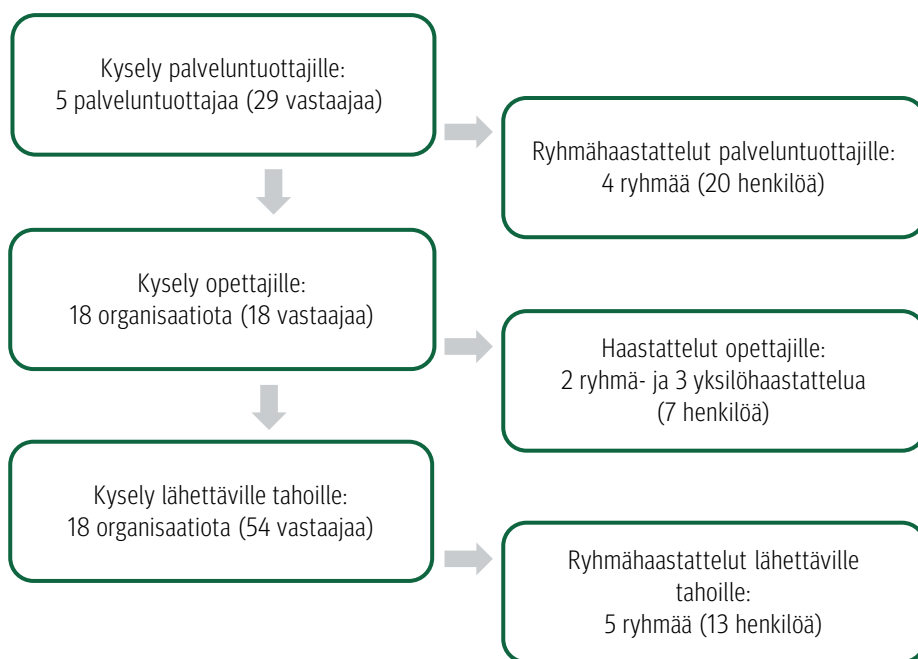 Kysely palveluntuottajille:
5 palveluntuottajaa (29 vastaajaa)
Ryhmähaastattelut palveluntuottajille:
4 ryhmää (20 henkilöä)
Kysely opettajille:
18 organisaatiota (18 vastaajaa)
Haastattelut opettajille:
2 ryhmä- ja 3 yksilöhaastattelua
(7 henkilöä)
Kysely lähettäville tahoille:
18 organisaatiota (54 vastaajaa)
Ryhmähaastattelut lähettäville
tahoille:
5 ryhmää (13 henkilöä)